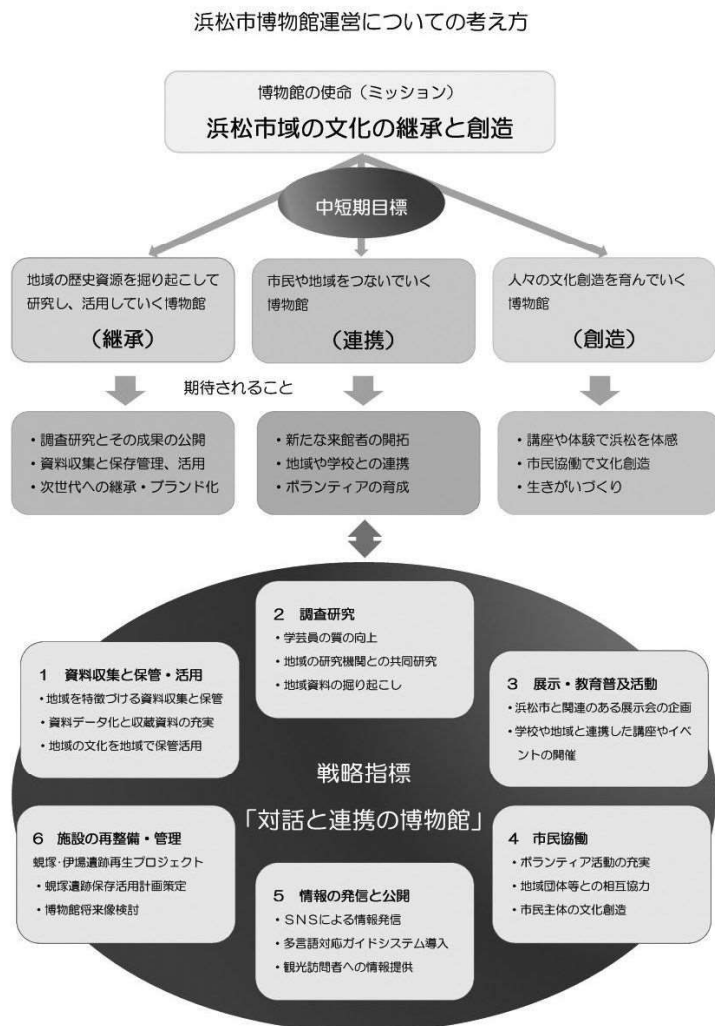 浜松市博物館運営についての考え方
博物館の使命（ミッション）
浜松市域の文化の継承と創造
中短期目標
地域の歴史資源を掘り起こして
研究し、活用していく博物館
（継承）
市民や地域をつないでいく
博物館
（連携）
人々の文化創造を育んでいく
博物館
（創造）
期待されること
・調査研究とその成果の公開
・資料収集と保存管理、活用
・次世代への継承・ブランド化
・新たな来館者の開拓
・地域や学校との連携
・ボランティアの育成
・講座や体験で浜松を体感
・市民協働で文化創造
・生きがいづくり
1　資料収集と保管・活用
・地域を特徴づける資料収集と保管
・資料データ化と収蔵資料の充実
・地域の文化を地域で保管活用
2　調査研究
・学芸員の質の向上
・地域の研究機関との共同研究
・地域資料の掘り起こし
3　展示・教育普及活動
・浜松市と関連のある展示会の企画
・学校や地域と連携した講座やイベ
ントの開催
戦略指標
「対話と連携の博物館」
4　市民協働
・ボランティア活動の充実
・地域団体等との相互協力
・市民主体の文化創造
5　情報の発信と公開
・ＳＮＳによる情報発信
・多言語対応ガイドシステム導入
・観光訪問者への情報提供
6　施設の再整備・管理
蜆塚・伊場遺跡再生プロジェクト
・蜆塚遺跡保存活用計画策定
・博物館将来像検討